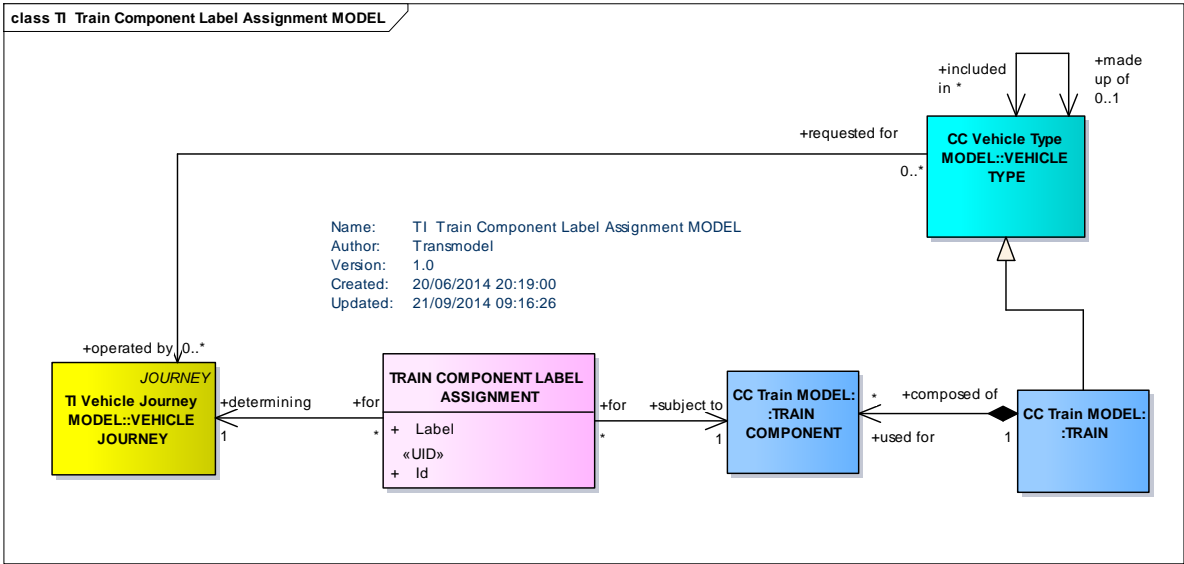 class TI  Train Component Label Assignment MODEL
+included
in *
+made
up of
0..1
+requested for
0..*
CC Vehicle Type
MODEL::VEHICLE
TYPE
Name: TI  Train Component Label Assignment MODEL
Author: Transmodel
Version: 1.0
Created: 20/06/2014 20:19:00
Updated: 21/09/2014 09:16:26
+operated by 0..*
JOURNEY
TI Vehicle Journey
MODEL::VEHICLE
JOURNEY
+determining
1
+for
*
TRAIN COMPONENT LABEL
ASSIGNMENT
+ Label
«UID»
+ Id
+for
*
+subject to
1
CC Train MODEL:
:TRAIN
COMPONENT
*
+composed of
+used for
1
CC Train MODEL:
:TRAIN